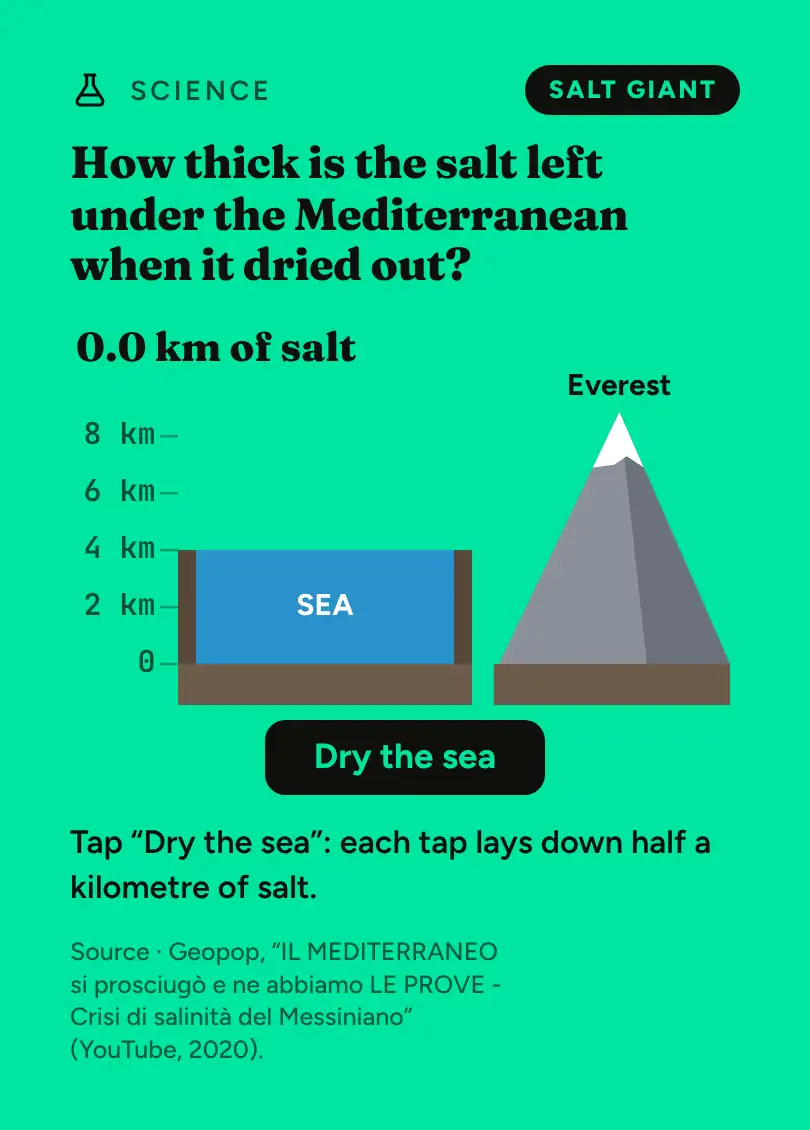 SCIENCE
SALT GIANT
How thick is the salt left
under the Mediterranean
when it dried out?
0.0 km of salt
Everest
8 km
6 km
4 km
2 km
0
SEA
Dry the sea
Tap “Dry the sea”: each tap lays down half a
kilometre of salt.
Source · Geopop, “IL MEDITERRANEO
si prosciugò e ne abbiamo LE PROVE -
Crisi di salinità del Messiniano”
(YouTube, 2020).